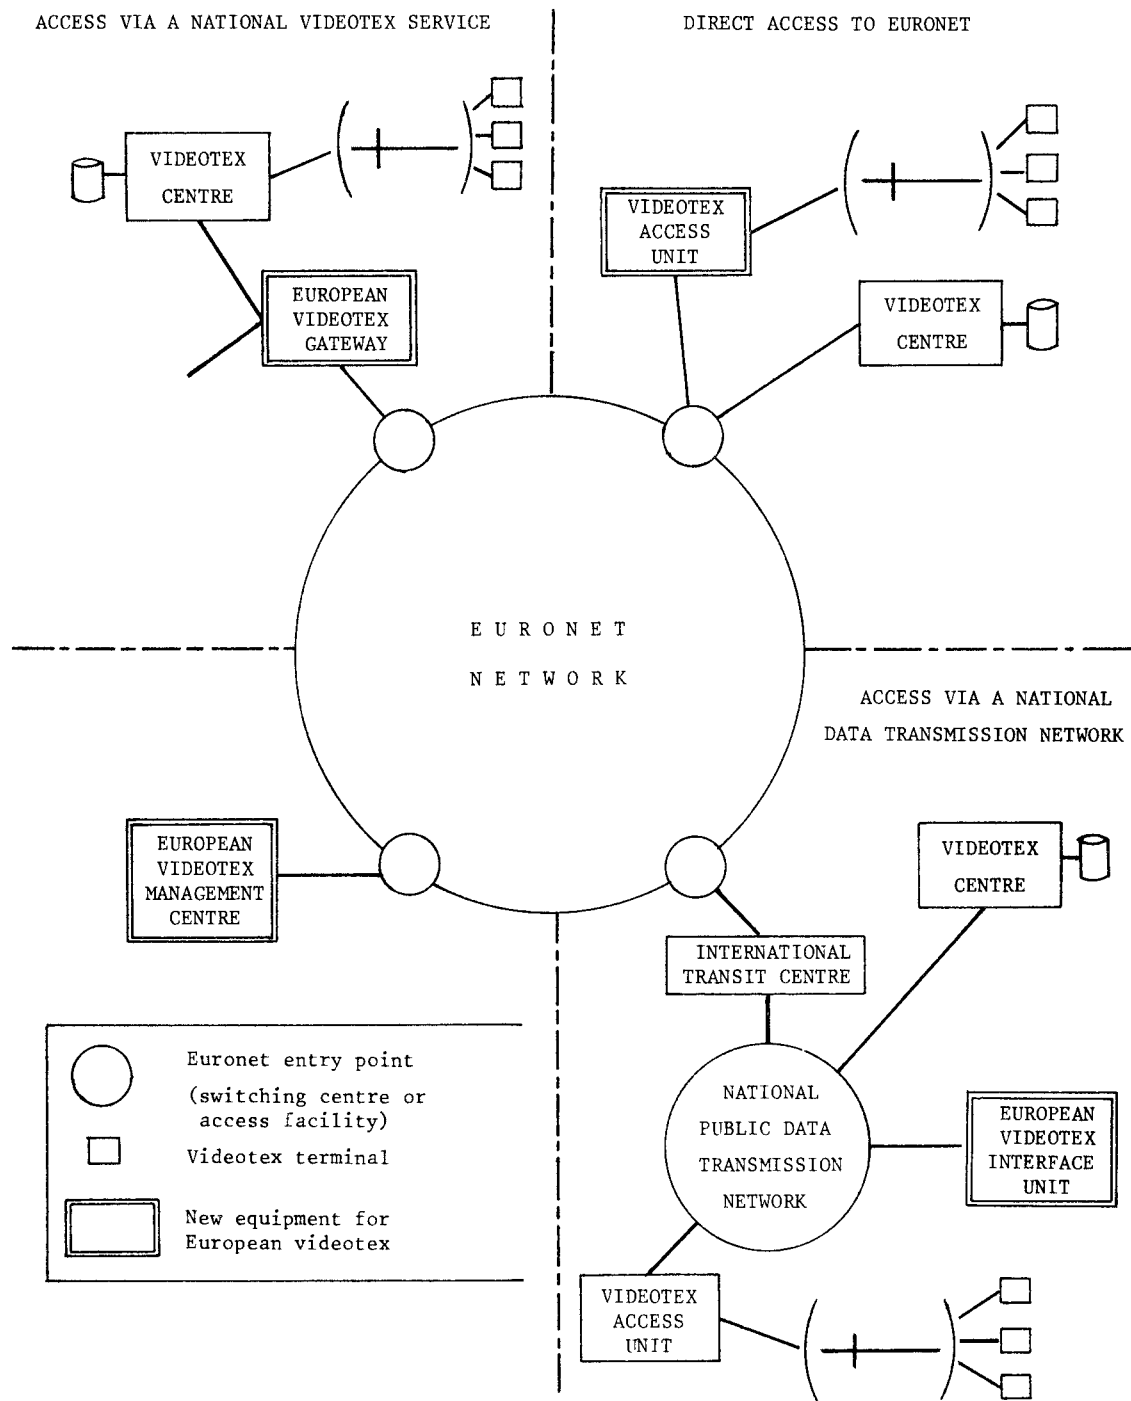 ACCESS VIA A NATIONAL VIDEOTEX SERVICE
DIRECT ACCESS TO EURONET
VIDEOTEX
CENTRE
EUROPEAN
VIDEOTEX
GATEWAY
VIDEOTEX
ACCESS
UNIT
VIDEOTEX
CENTRE
EURONET
NETWORK
ACCESS VIA A NATIONAL
DATA TRANSMISSION NETWORK
EUROPEAN
VIDEOTEX
MANAGEMENT
CENTRE
VIDEOTEX
CENTRE
INTERNATIONAL
TRANSIT CENTRE
NATIONAL
PUBLIC DATA
TRANSMISSION
NETWORK
EUROPEAN
VIDEOTEX
INTERFACE
UNIT
VIDEOTEX
ACCESS
UNIT
Euronet entry point
(switching centre or
access facility)
Videotex terminal
New equipment for
European videotex